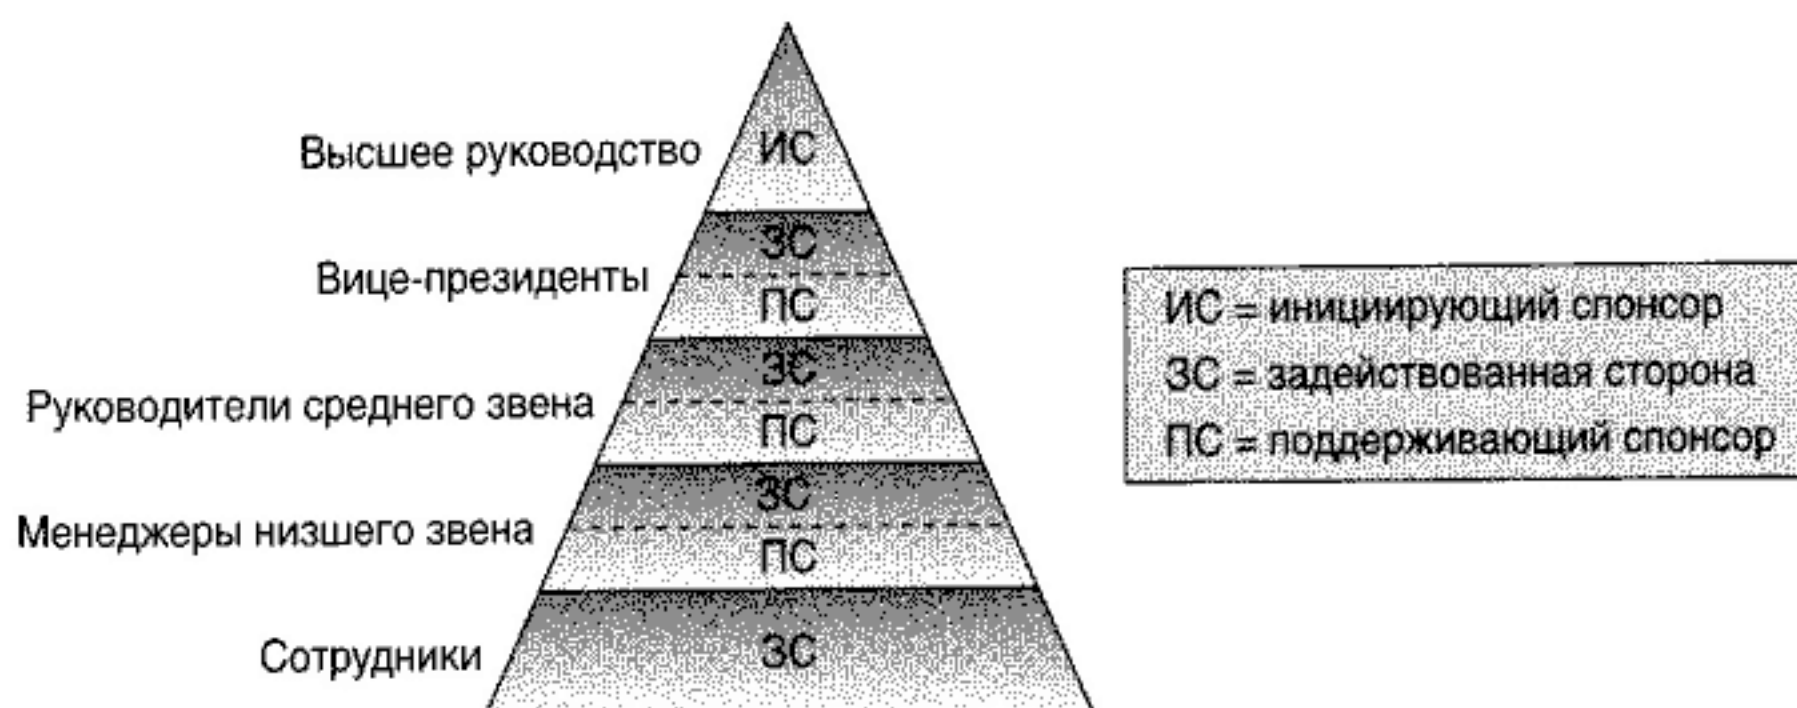 Высшее руководство
ИС
Вице-президенты
ЗС
ПС
Руководители среднего звена
ЗС
ПС
Менеджеры низшего звена
ЗС
ПС
Сотрудники
ЗС
ИС = инициирующий спонсор
ЗС = задействованная сторона
ПС = поддерживающий спонсор